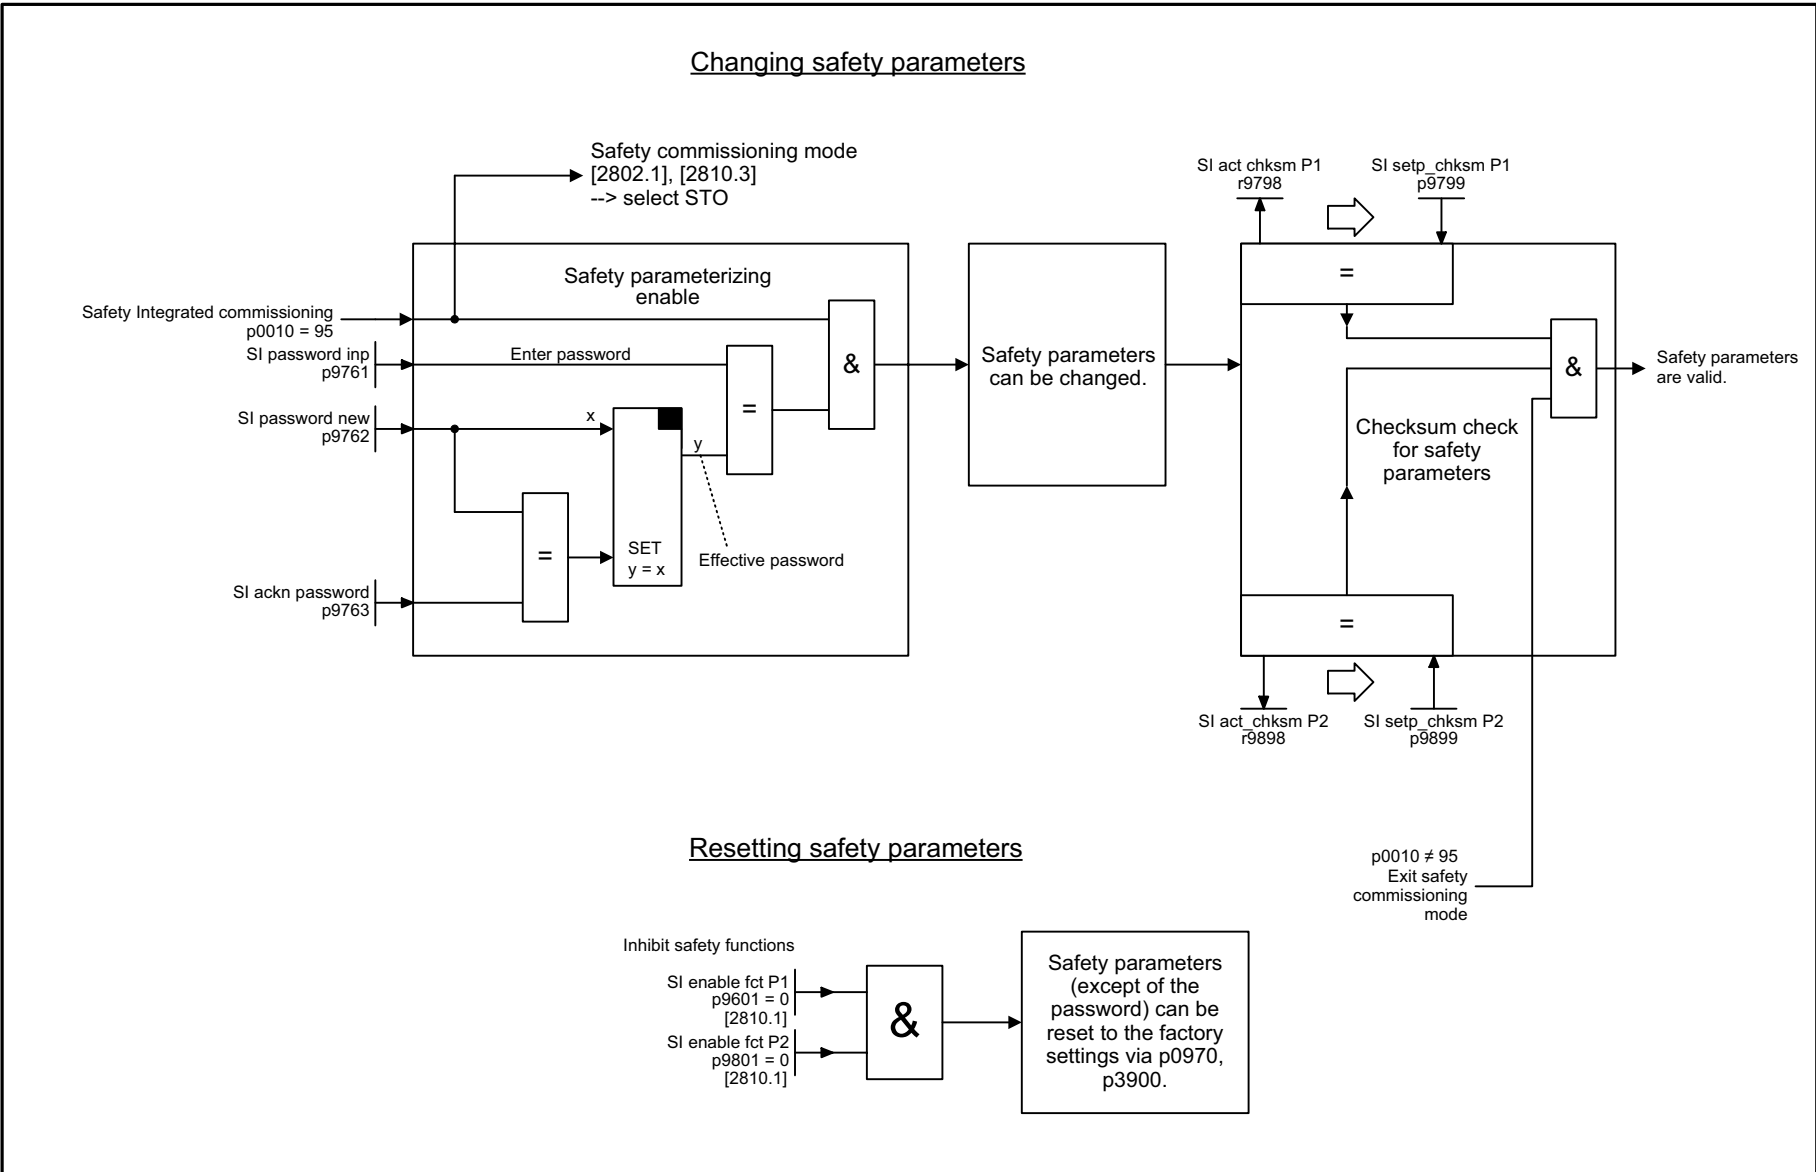 Changing safety parameters
Safety commissioning mode
[2802.1], [2810.3]
--> select STO
SI act chksm P1
r9798
SI setp_chksm P1
p9799
Safety parameterizing
enable
=
Safety Integrated commissioning
p0010 = 95
SI password inp
p9761
Enter password
&
=
Safety parameters
can be changed.
&
Safety parameters
are valid.
SI password new
p9762
x
y
Checksum check
for safety
parameters
=
SET
y = x
Effective password
SI ackn password
p9763
=
SI act_chksm P2
r9898
SI setp_chksm P2
p9899
Resetting safety parameters
p0010 ≠ 95
Exit safety
commissioning
mode
Inhibit safety functions
SI enable fct P1
p9601 = 0
[2810.1]
SI enable fct P2
p9801 = 0
[2810.1]
&
Safety parameters
(except of the
password) can be
reset to the factory
settings via p0970,
p3900.